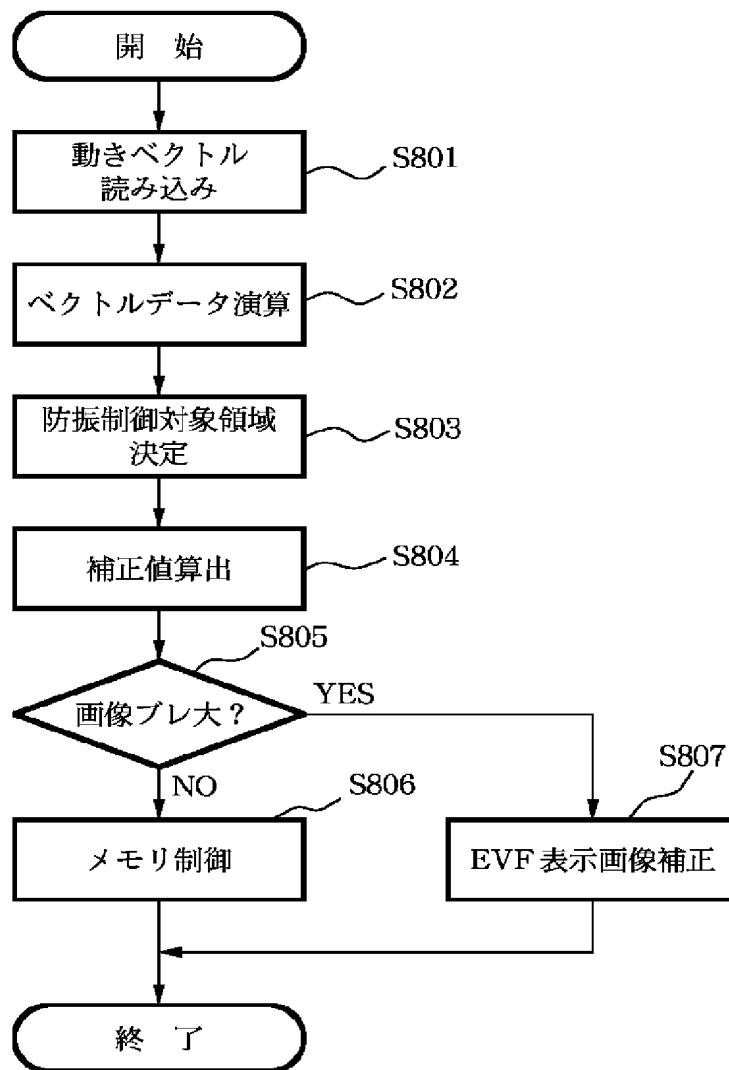 開 始
動きベクトル
読み込み
S801
ベクトルデータ演算
S802
防振制御対象領域
決定
S803
補正値算出
S804
S805
画像ブレ大?
YES
NO
S806
メモリ制御
S807
EVF 表示画像補正
終 了